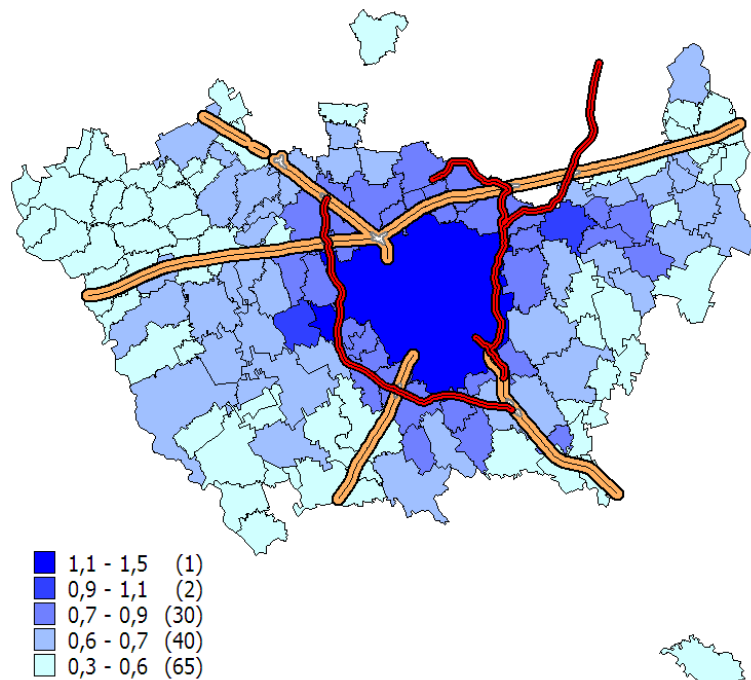 1,1 - 1,5 (1)
0,9 - 1,1 (2)
0,7 - 0,9 (30)
0,6 - 0,7 (40)
0,3 - 0,6 (65)